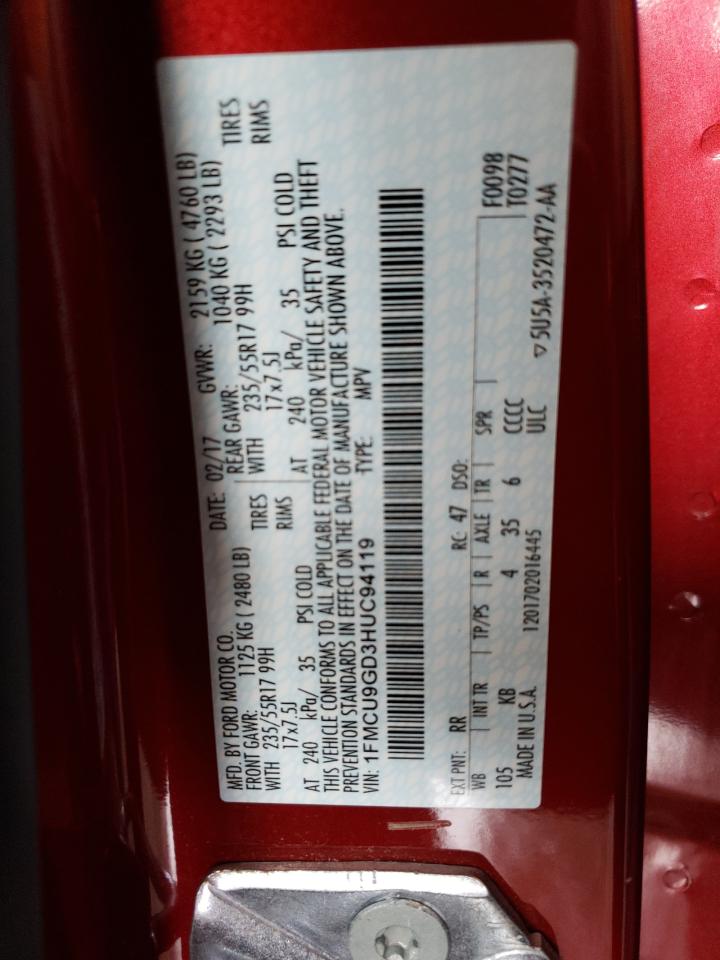 MFD. BY FORD MOTOR CO. DATE: 02/17 GVWR: 2159 KG ( 4760 LB)
FRONT GAWR: 1125 KG ( 2480 LB) REAR GAWR: 1040 KG ( 2293 LB)
WITH 235/55R17 99H TIRES WITH 235/55R17 99H TIRES
17x7.5J RIMS 17x7.5J RIMS
AT 240 kPa/ 35 PSI COLD AT 240 kPa/ 35 PSI COLD
THIS VEHICLE CONFORMS TO ALL APPLICABLE FEDERAL MOTOR VEHICLE SAFETY AND THEFT
PREVENTION STANDARDS IN EFFECT ON THE DATE OF MANUFACTURE SHOWN ABOVE.
VIN: 1FMCU9GD3HUC94119 TYPE: MPV
EXT PNT: RR RC: 47 DSO:
WB INT TR TP/PS R AXLE TR SPR F0098
105 KB 4 35 6 CCCC T0277
MADE IN U.S.A. 1201702016445 ULC ▽5U5A-3520472-AA